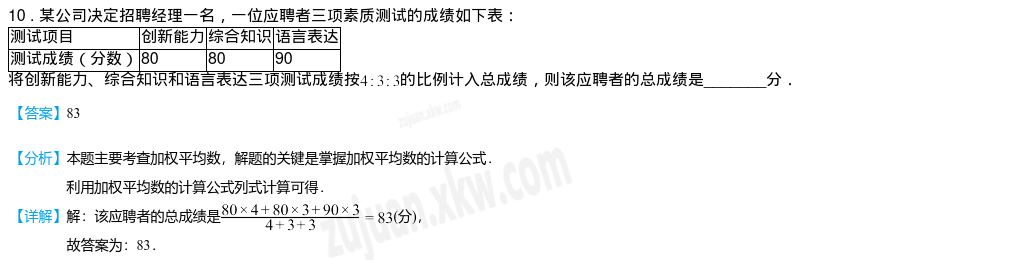 10．某公司决定招聘经理一名，一位应聘者三项素质测试的成绩如下表：
测试项目 创新能力 综合知识 语言表达
测试成绩（分数） 80 80 90
将创新能力、综合知识和语言表达三项测试成绩按4:3:3的比例计入总成绩，则该应聘者的总成绩是________分．
【答案】83
【分析】本题主要考查加权平均数，解题的关键是掌握加权平均数的计算公式．
利用加权平均数的计算公式列式计算可得．
【详解】解：该应聘者的总成绩是(80×4+80×3+90×3)/(4+3+3)=83(分)，
故答案为：83．
zujuan.xkw.com
zujuan.xkw.com